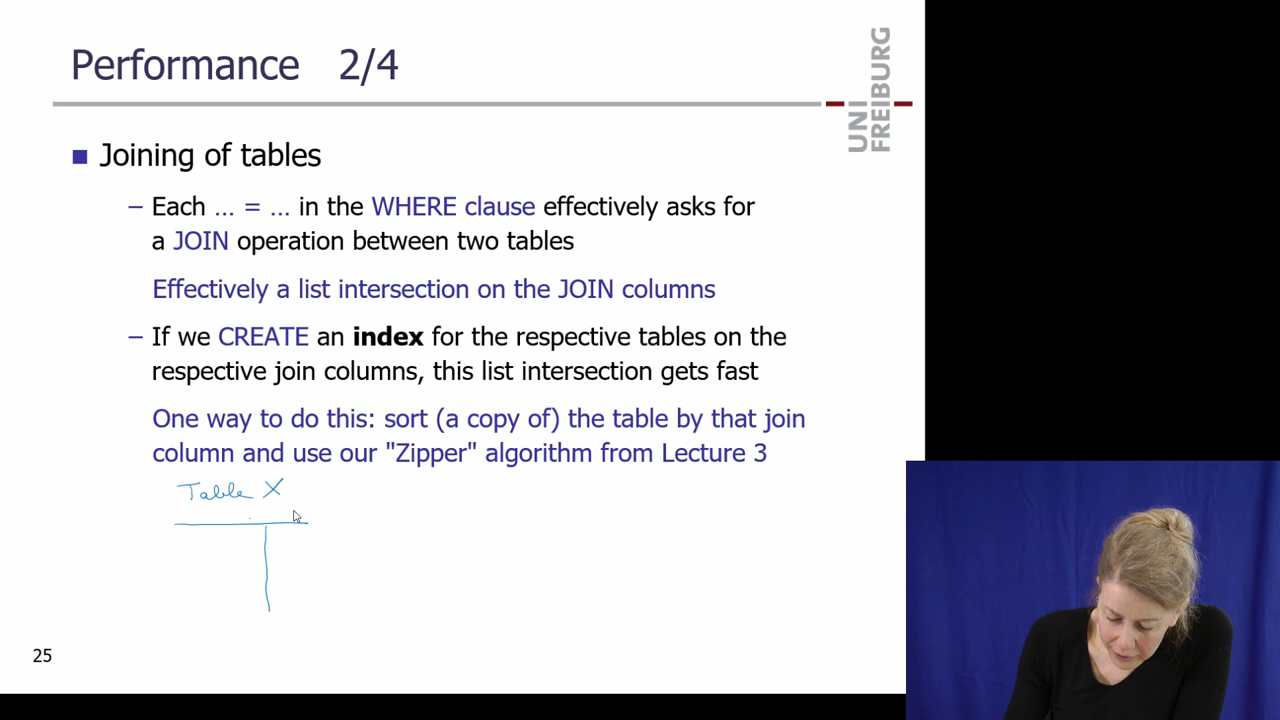 Performance 2/4
UNI
FREIBURG
■ Joining of tables
– Each ... = ... in the WHERE clause effectively asks for
a JOIN operation between two tables
Effectively a list intersection on the JOIN columns
– If we CREATE an index for the respective tables on the
respective join columns, this list intersection gets fast
One way to do this: sort (a copy of) the table by that join
column and use our "Zipper" algorithm from Lecture 3
Table X
25